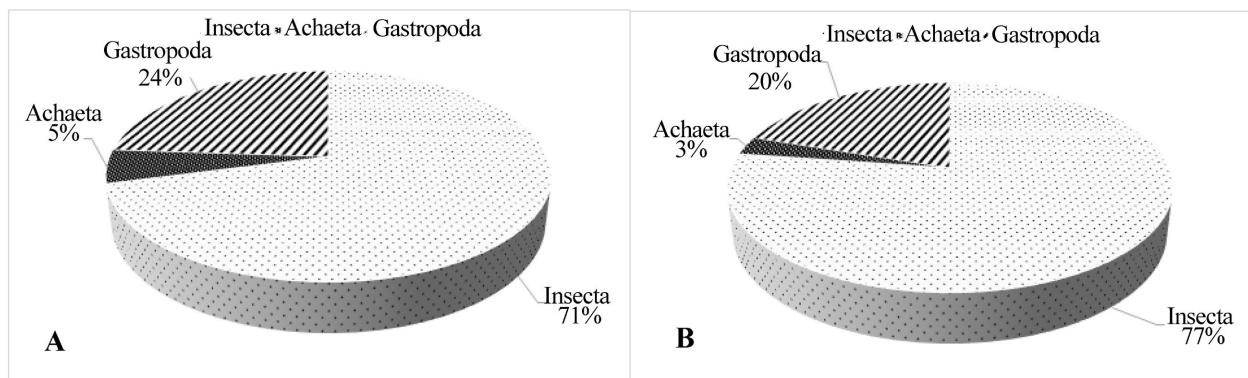 Insecta Achaeta Gastropoda
Gastropoda
24%
Achaeta
5%
Insecta
71%
A
Insecta Achaeta Gastropoda
Gastropoda
20%
Achaeta
3%
Insecta
77%
B